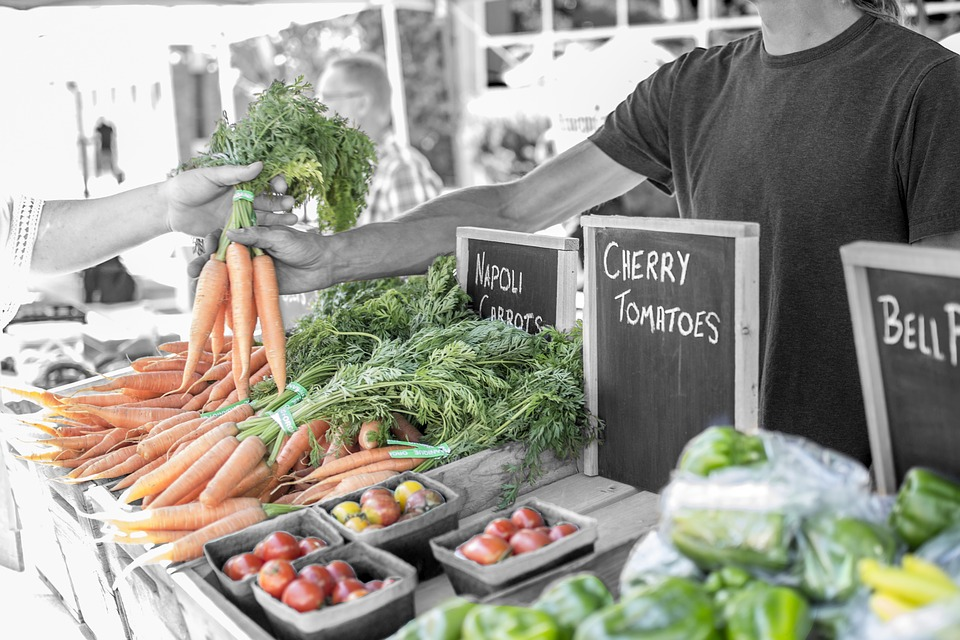 NAPOLI
CARROTS
CHERRY
TOMATOES
BELL P